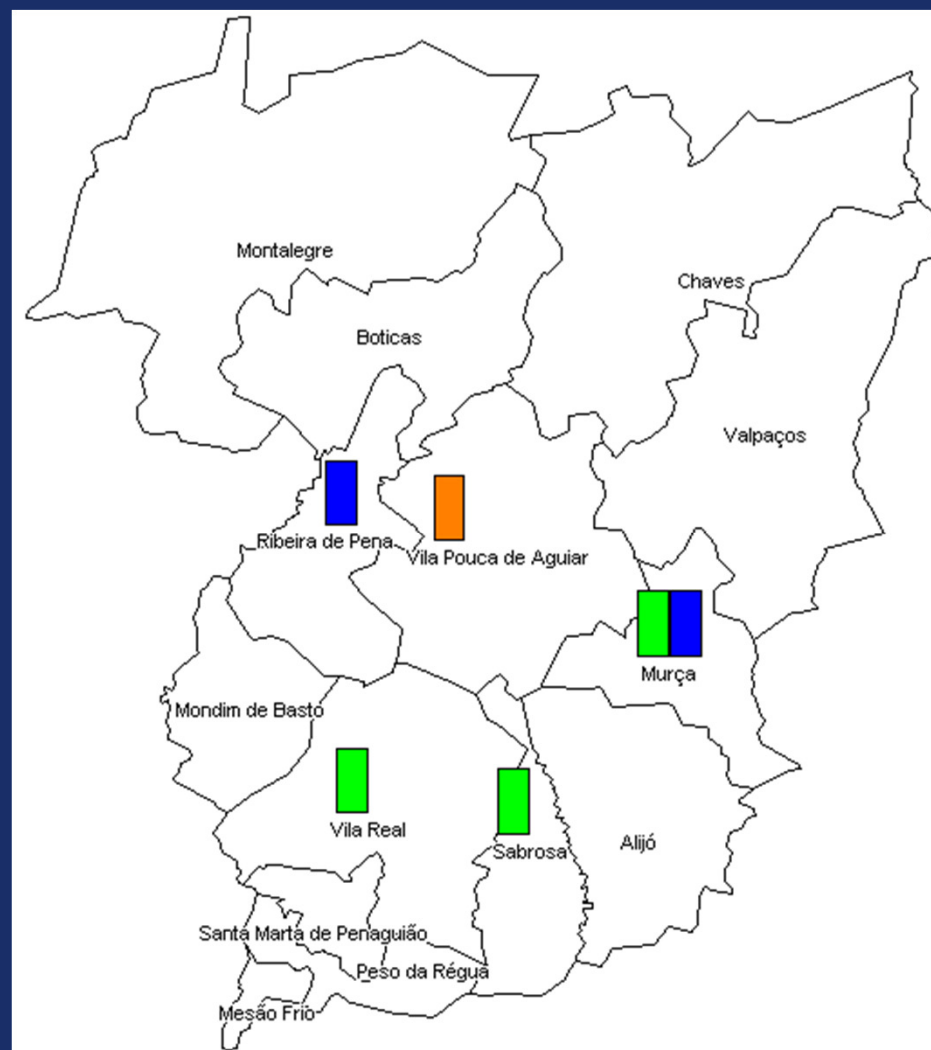 Montalegre
Chaves
Boticas
Valpaços
Ribeira de Pena
Vila Pouca de Aguiar
Murça
Mondim de Basto
Vila Real
Sabrosa
Alijó
Santa Marta de Penaguião
Peso da Régua
Mesão Frio